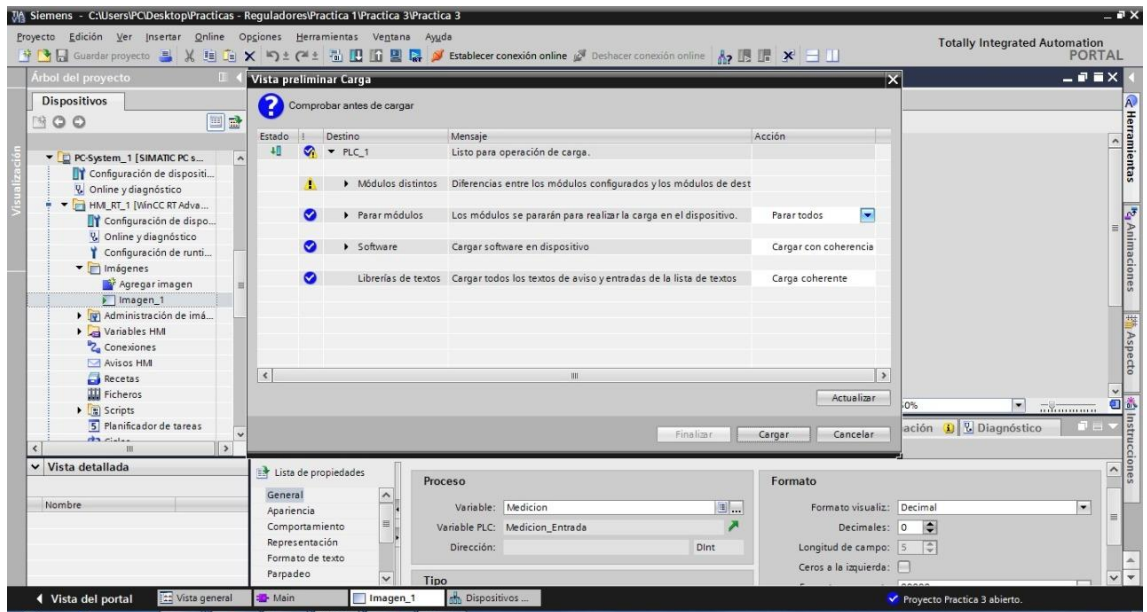 Siemens - C:\Users\PC\Desktop\Practicas - Reguladores\Practica 1\Practica 3\Practica 3
Proyecto Edición Ver Insertar Online Opciones Herramientas Ventana Ayuda
Totally Integrated Automation
PORTAL
Guardar proyecto Establecer conexión online Deshacer conexión online
Árbol del proyecto
Dispositivos
Visualización
PC-System_1 [SIMATIC PC s...
Configuración de dispositi...
Online y diagnóstico
HMI_RT_1 [WinCC RT Adva...
Configuración de dispo...
Online y diagnóstico
Configuración de runti...
Imágenes
Agregar imagen
Imagen_1
Administración de imá...
Variables HMI
Conexiones
Avisos HMI
Recetas
Ficheros
Scripts
Planificador de tareas
Vista detallada
Nombre
Vista preliminar Carga
Comprobar antes de cargar
Estado ! Destino Mensaje Acción
PLC_1 Listo para operación de carga.
Módulos distintos Diferencias entre los módulos configurados y los módulos de dest
Parar módulos Los módulos se pararán para realizar la carga en el dispositivo. Parar todos
Software Cargar software en dispositivo Cargar con coherencia
Librerías de textos Cargar todos los textos de aviso y entradas de la lista de textos Carga coherente
Actualizar
Finalizar Cargar Cancelar
0%
ación Diagnóstico
Herramientas
Animaciones
Aspecto
Instrucciones
Lista de propiedades
General
Apariencia
Comportamiento
Representación
Formato de texto
Parpadeo
Proceso
Variable: Medicion
Variable PLC: Medicion_Entrada
Dirección: DInt
Tipo
Formato
Formato visualiz.: Decimal
Decimales: 0
Longitud de campo: 5
Ceros a la izquierda:
Vista del portal Vista general Main Imagen_1 Dispositivos ... Proyecto Practica 3 abierto.